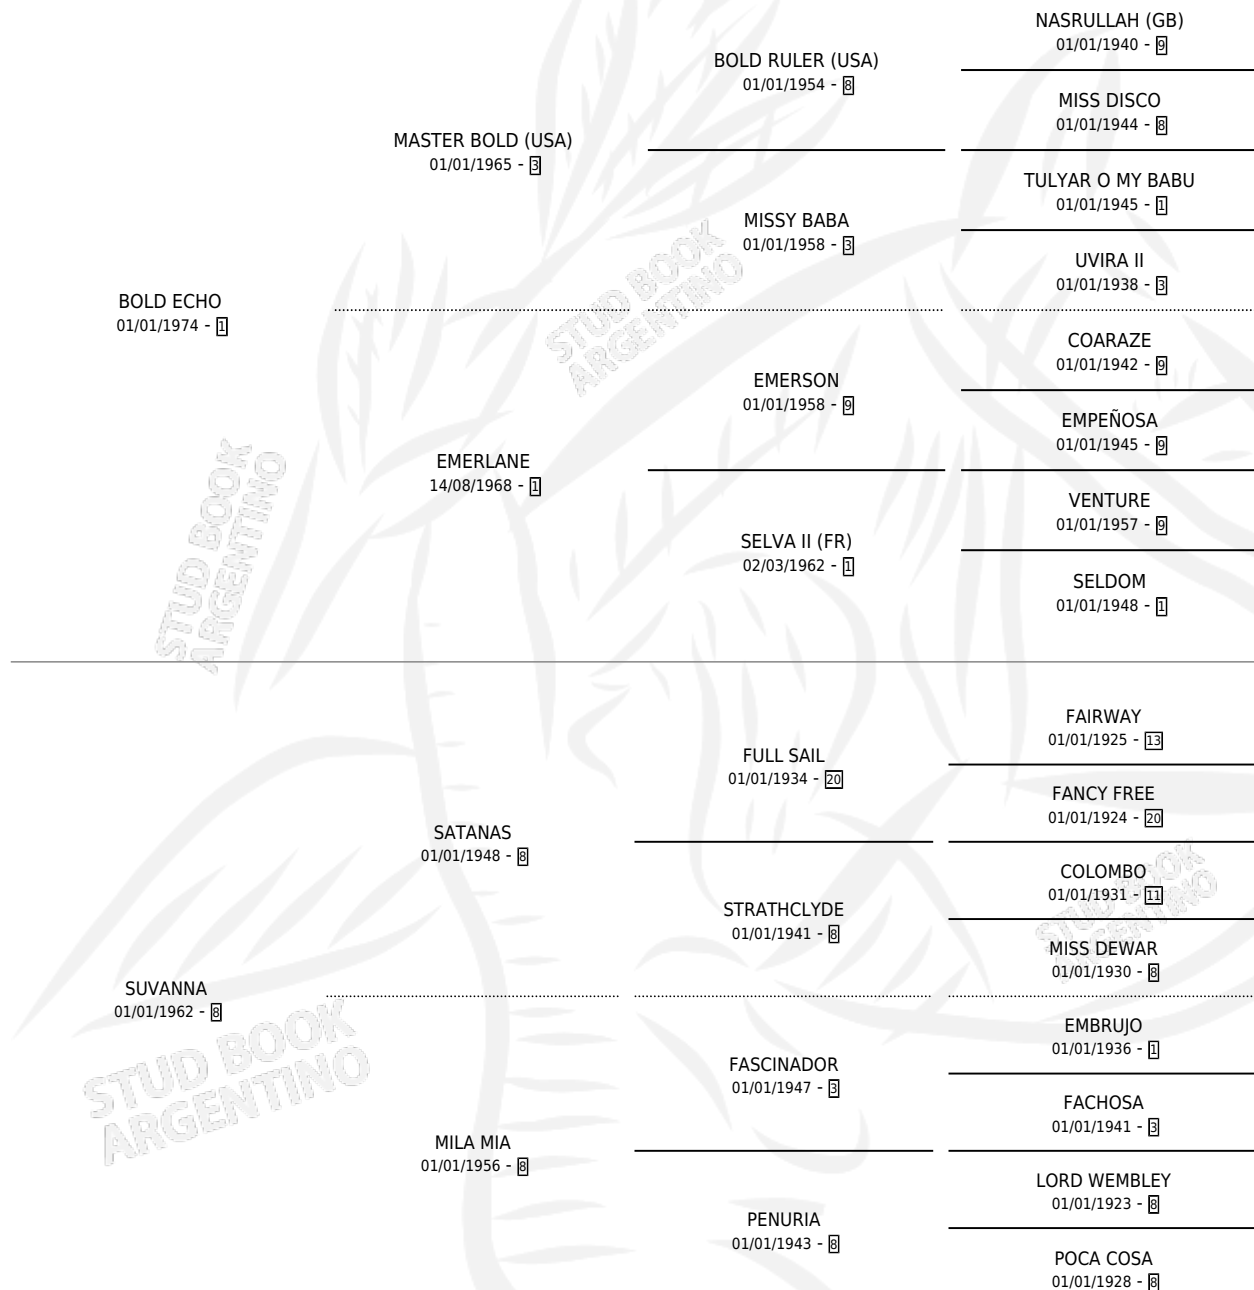 NASRULLAH (GB)
01/01/1940 - 9
BOLD RULER (USA)
01/01/1954 - 8
MISS DISCO
01/01/1944 - 8
MASTER BOLD (USA)
01/01/1965 - 3
TULYAR O MY BABU
01/01/1945 - 1
MISSY BABA
01/01/1958 - 3
UVIRA II
01/01/1938 - 3
BOLD ECHO
01/01/1974 - 1
STUD BOOK
ARGENTINO
COARAZE
01/01/1942 - 9
EMERSON
01/01/1958 - 9
EMPEÑOSA
01/01/1945 - 9
EMERLANE
14/08/1968 - 1
VENTURE
01/01/1957 - 9
SELVA II (FR)
02/03/1962 - 1
SELDOM
01/01/1948 - 1
STUD BOOK
ARGENTINO
FAIRWAY
01/01/1925 - 13
FULL SAIL
01/01/1934 - 20
FANCY FREE
01/01/1924 - 20
SATANAS
01/01/1948 - 8
COLOMBO
01/01/1931 - 11
STRATHCLYDE
01/01/1941 - 8
STUD BOOK
ARGENTINO
MISS DEWAR
01/01/1930 - 8
SUVANNA
01/01/1962 - 8
EMBRUJO
01/01/1936 - 1
STUD BOOK
ARGENTINO
FASCINADOR
01/01/1947 - 3
FACHOSA
01/01/1941 - 3
MILA MIA
01/01/1956 - 8
LORD WEMBLEY
01/01/1923 - 8
PENURIA
01/01/1943 - 8
POCA COSA
01/01/1928 - 8